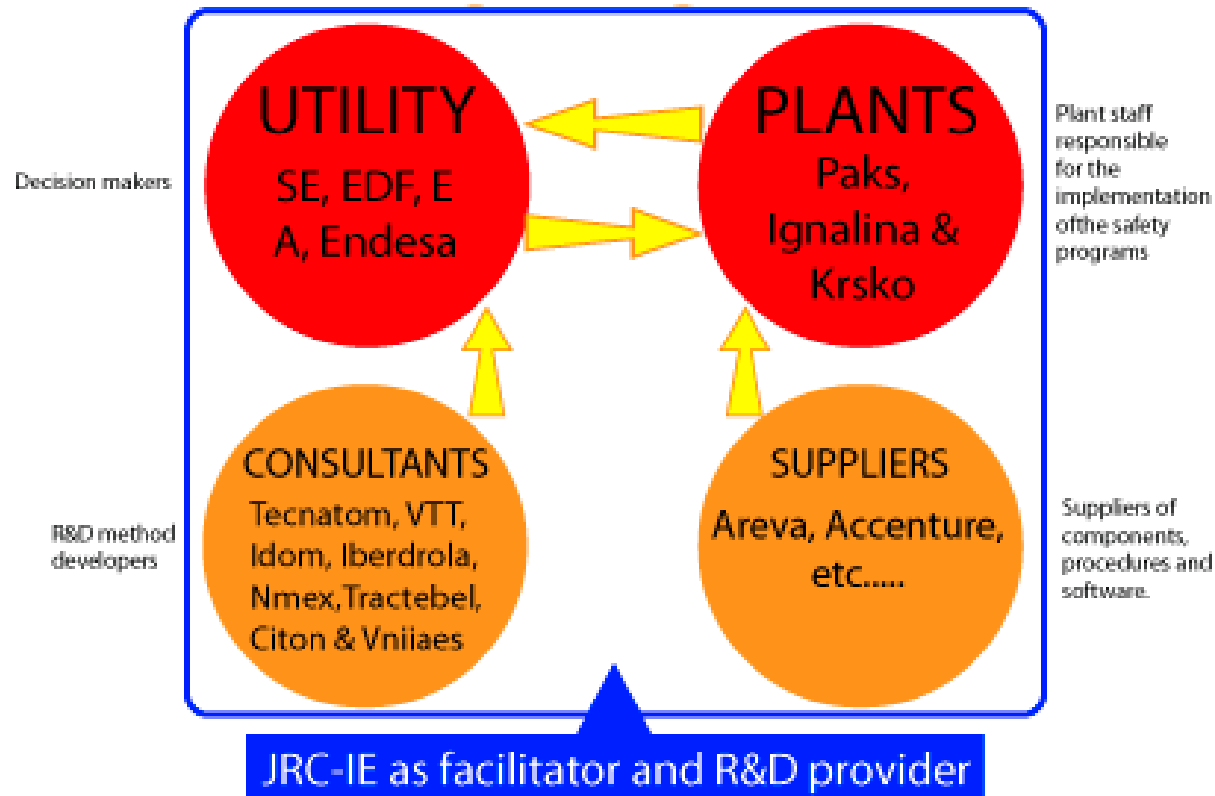 Decision makers
UTILITY
SE, EDF, E
A, Endesa
PLANTS
Paks,
Ignalina &
Krsko
Plant staff
responsible
for the
implementation
ofthe safety
programs
R&D method
developers
CONSULTANTS
Tecnatom, VTT,
Idom, Iberdrola,
Nmex,Tractebel,
Citon & Vniiaes
SUPPLIERS
Areva, Accenture,
etc.....
Suppliers of
components,
procedures and
software.
JRC-IE as facilitator and R&D provider